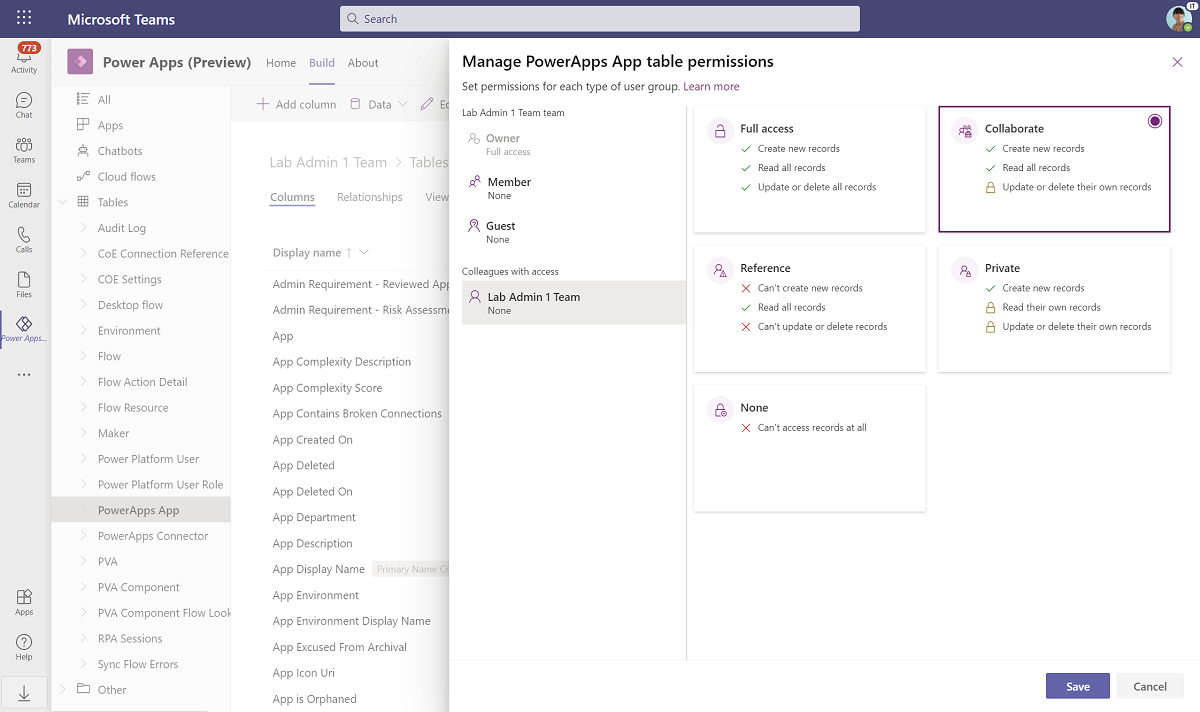 Microsoft Teams
Search
IT
773
Activity
Chat
Teams
Calendar
Calls
Files
Power Apps...
Apps
Help
Power Apps (Preview)
Home
Build
About
All
Apps
Chatbots
Cloud flows
Tables
Audit Log
CoE Connection Reference
COE Settings
Desktop flow
Environment
Flow
Flow Action Detail
Flow Resource
Maker
Power Platform User
Power Platform User Role
PowerApps App
PowerApps Connector
PVA
PVA Component
PVA Component Flow Look
RPA Sessions
Sync Flow Errors
Other
Add column
Data
Lab Admin 1 Team > Tables
Columns
Relationships
View
Display name ↑
Admin Requirement - Reviewed App
Admin Requirement - Risk Assessme
App
App Complexity Description
App Complexity Score
App Contains Broken Connections
App Created On
App Deleted
App Deleted On
App Department
App Description
App Display Name
Primary Name Co
App Environment
App Environment Display Name
App Excused From Archival
App Icon Uri
App is Orphaned
Manage PowerApps App table permissions
Set permissions for each type of user group. Learn more
Lab Admin 1 Team team
Owner
Full access
Member
None
Guest
None
Colleagues with access
Lab Admin 1 Team
None
Full access
Create new records
Read all records
Update or delete all records
Collaborate
Create new records
Read all records
Update or delete their own records
Reference
Can't create new records
Read all records
Can't update or delete records
Private
Create new records
Read their own records
Update or delete their own records
None
Can't access records at all
Save
Cancel